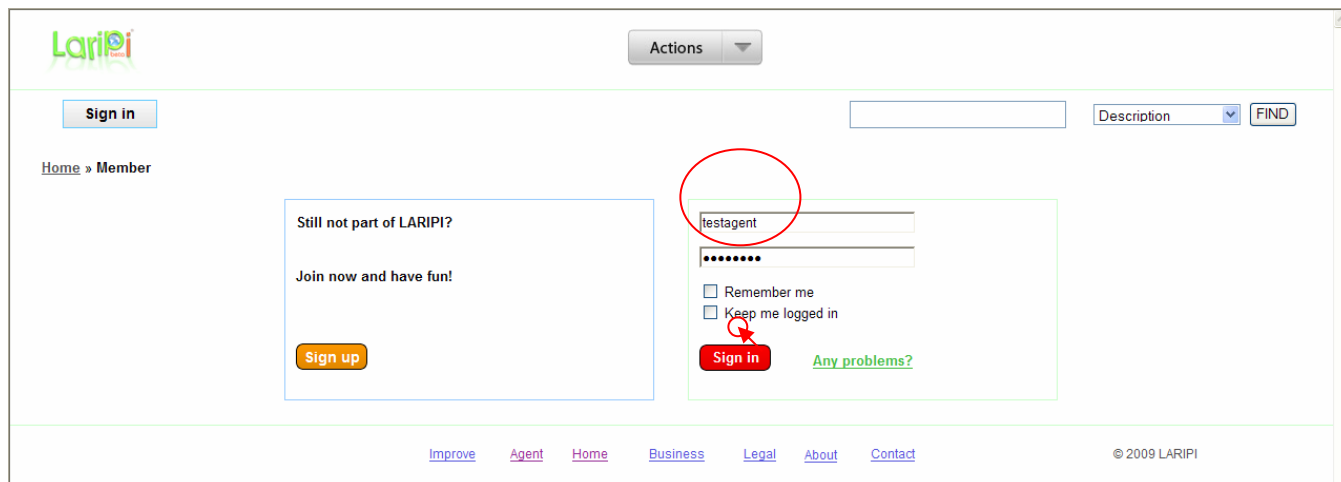 LariPi
Actions
Sign in
Description FIND
Home » Member
Still not part of LARIPI?
Join now and have fun!
Sign up
testagent
••••••••
Remember me
Keep me logged in
Sign in Any problems?
Improve Agent Home Business Legal About Contact © 2009 LARIPI